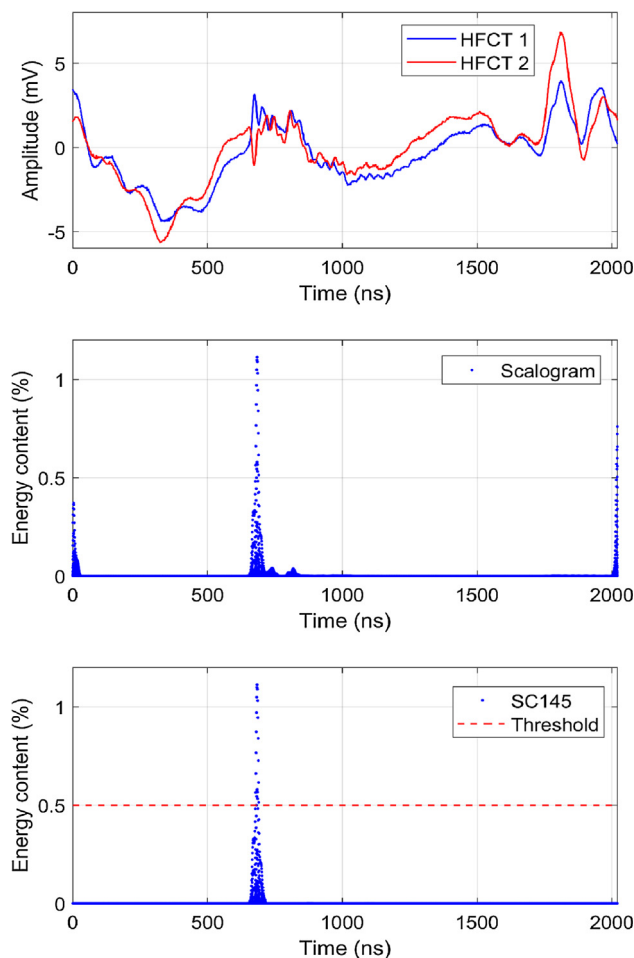 HFCT 1
HFCT 2
Amplitude (mV)
5
0
-5
0 500 1000 1500 2000
Time (ns)
Scalogram
Energy content (%)
1
0.5
0
0 500 1000 1500 2000
Time (ns)
SC145
Threshold
Energy content (%)
1
0.5
0
0 500 1000 1500 2000
Time (ns)